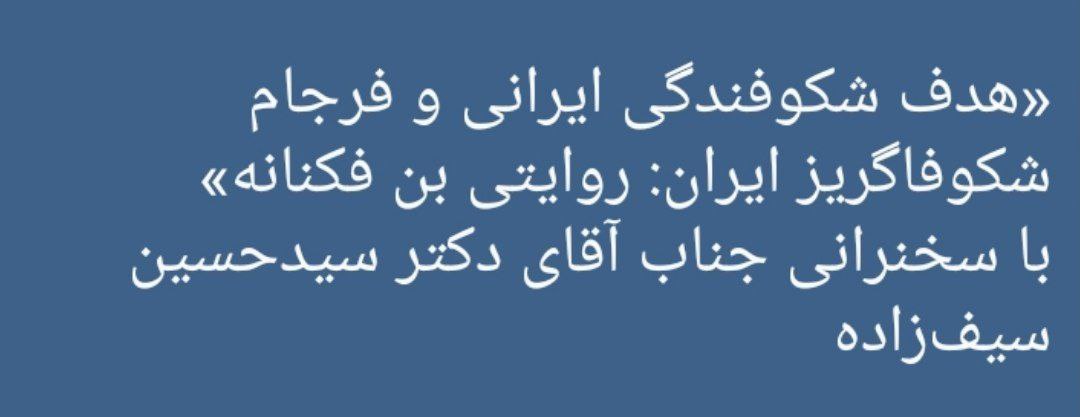 «هدف شکوفندگی ایرانی و فرجام
شکوفاگریز ایران: روایتی بن فکنانه»
با سخنرانی جناب آقای دکتر سیدحسین
سیف‌زاده